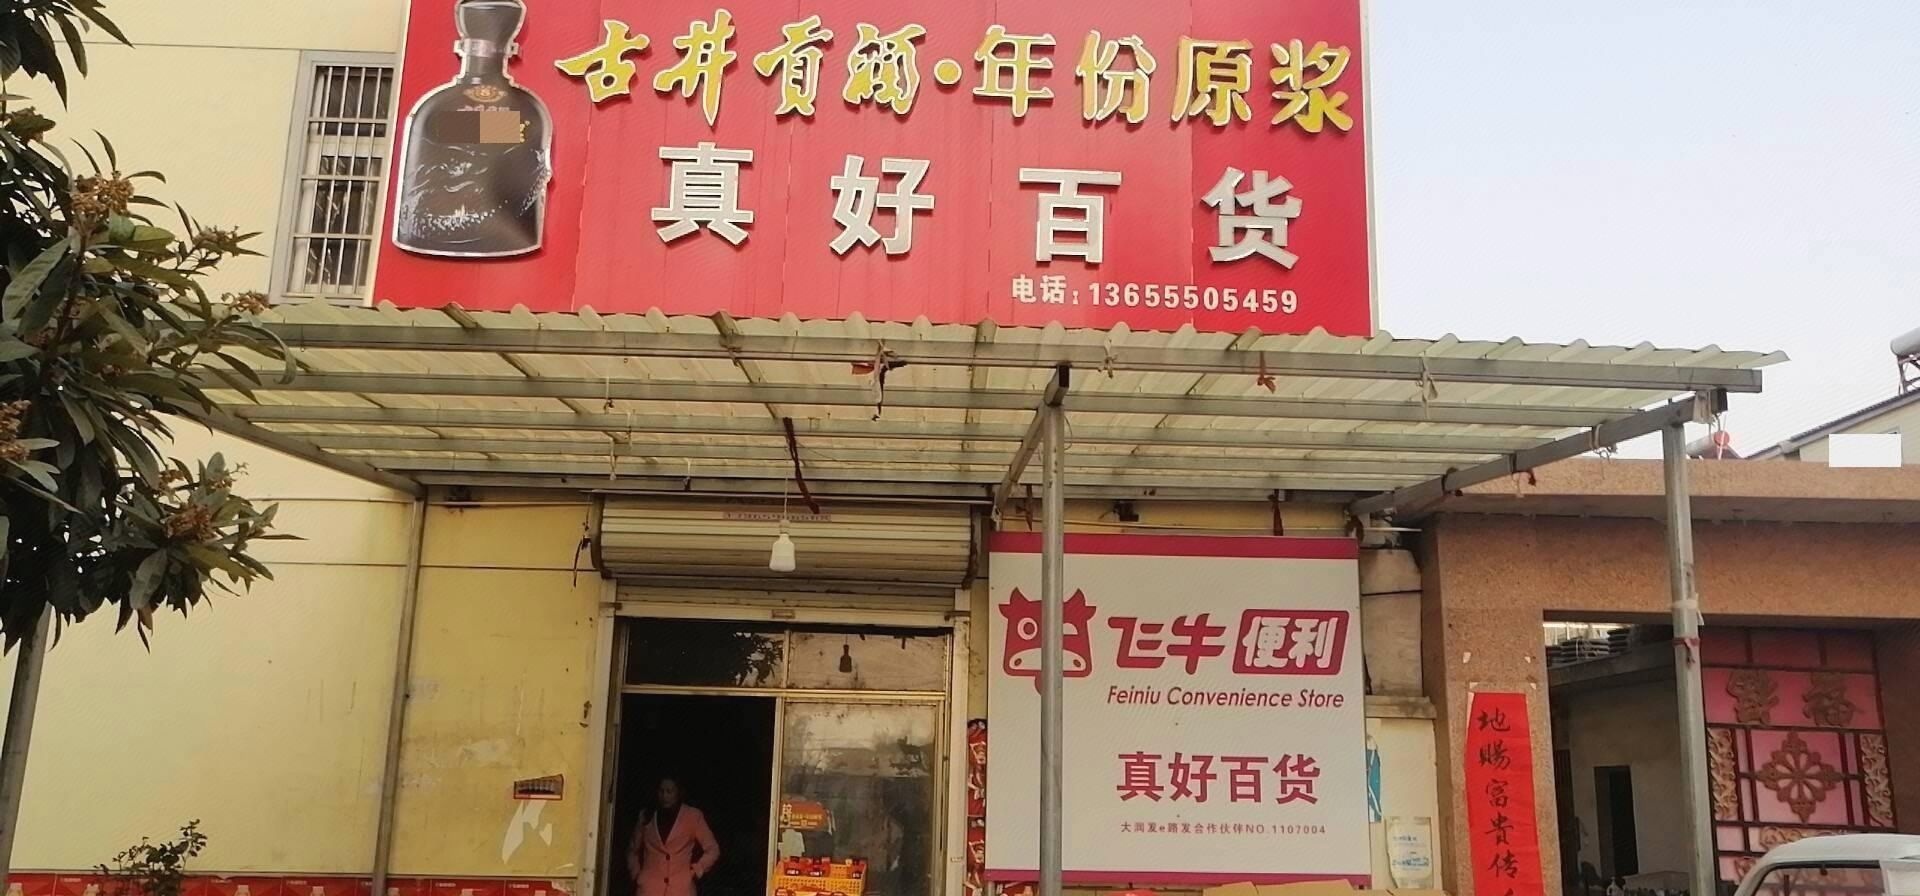 古井贡酒·年份原浆
真好百货
电话:13655505459
飞牛便利
Feiniu Convenience Store
真好百货
大润发e路发合作伙伴NO.1107004
地赐富贵传